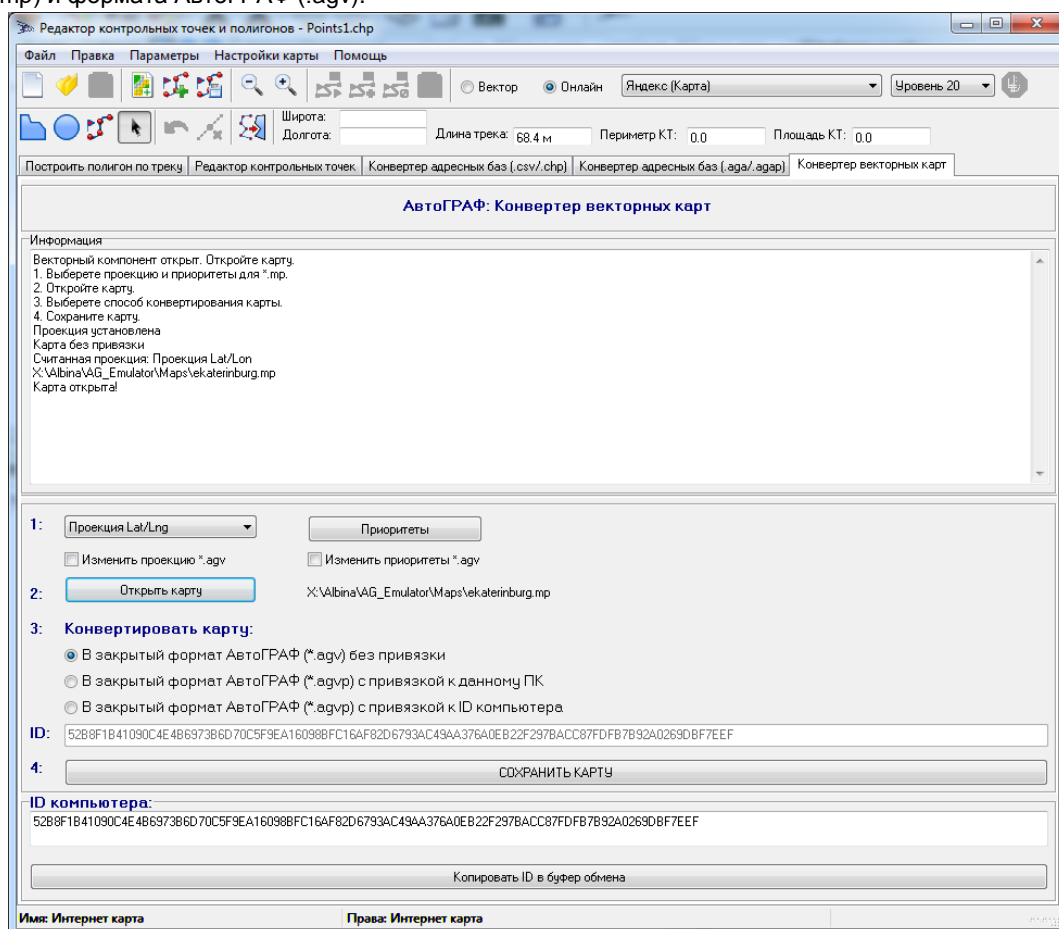 mp) и формата АвтоГРАФ (.agv).
Редактор контрольных точек и полигонов - Points1.chp
Файл Правка Параметры Настройки карты Помощь
Вектор Онлайн Яндекс (Карта) Уровень 20
Широта:
Долгота: Длина трека: 68.4 м Периметр КТ: 0.0 Площадь КТ: 0.0
Построить полигон по треку Редактор контрольных точек Конвертер адресных баз (.csv/.chp) Конвертер адресных баз (.aga/.agap) Конвертер векторных карт
АвтоГРАФ: Конвертер векторных карт
Информация
Векторный компонент открыт. Откройте карту.
1. Выберете проекцию и приоритеты для *.mp.
2. Откройте карту.
3. Выберете способ конвертирования карты.
4. Сохраните карту.
Проекция установлена
Карта без привязки
Считанная проекция: Проекция Lat/Lon
X:\Albina\AG_Emulator\Maps\ekaterinburg.mp
Карта открыта!
1: Проекция Lat/Lng Приоритеты
Изменить проекцию *.agv Изменить приоритеты *.agv
2: Открыть карту X:\Albina\AG_Emulator\Maps\ekaterinburg.mp
3: Конвертировать карту:
В закрытый формат АвтоГРАФ (*.agv) без привязки
В закрытый формат АвтоГРАФ (*.agvp) с привязкой к данному ПК
В закрытый формат АвтоГРАФ (*.agvp) с привязкой к ID компьютера
ID: 52B8F1B41090C4E4B6973B6D70C5F9EA16098BFC16AF82D6793AC49AA376A0EB22F297BACC87FDFB7B92A0269DBF7EEF
4: СОХРАНИТЬ КАРТУ
ID компьютера:
52B8F1B41090C4E4B6973B6D70C5F9EA16098BFC16AF82D6793AC49AA376A0EB22F297BACC87FDFB7B92A0269DBF7EEF
Копировать ID в буфер обмена
Имя: Интернет карта Права: Интернет карта